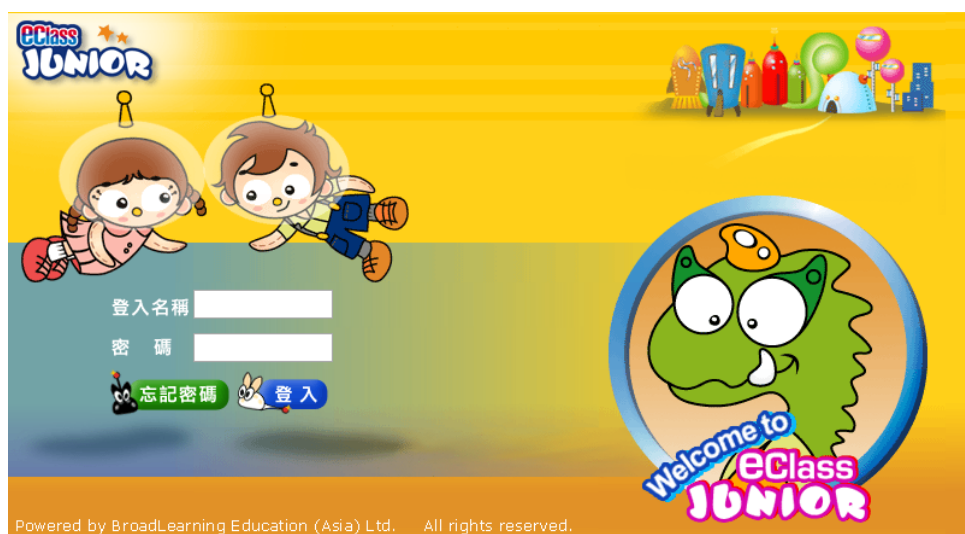 eClass
JUNIOR
登入名稱
密 碼
忘記密碼
登入
Welcome to
eClass
JUNIOR
Powered by BroadLearning Education (Asia) Ltd. All rights reserved.